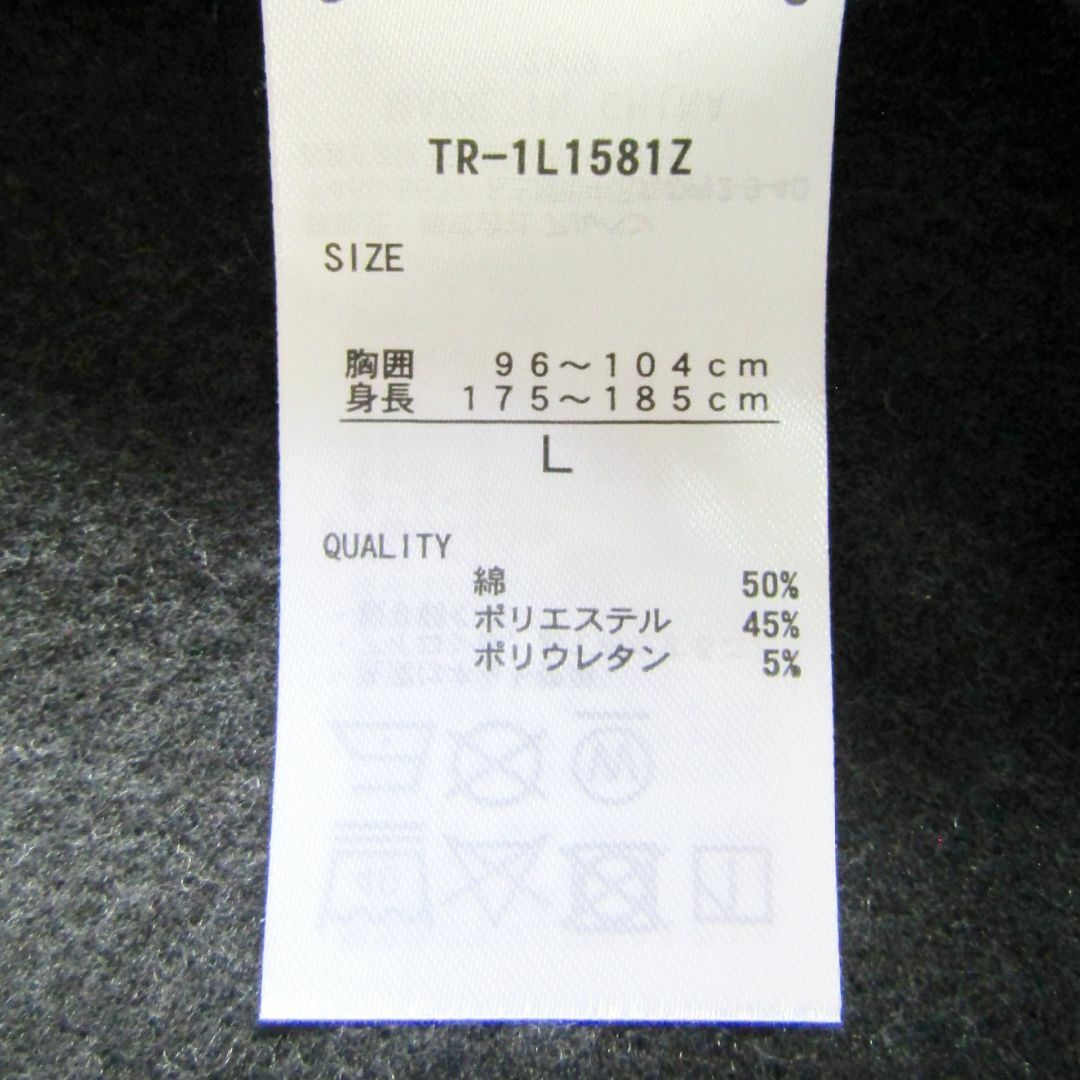 TR-1L1581Z
SIZE
胸囲 96～104cm
身長 175～185cm
L
QUALITY
綿 50%
ポリエステル 45%
ポリウレタン 5%